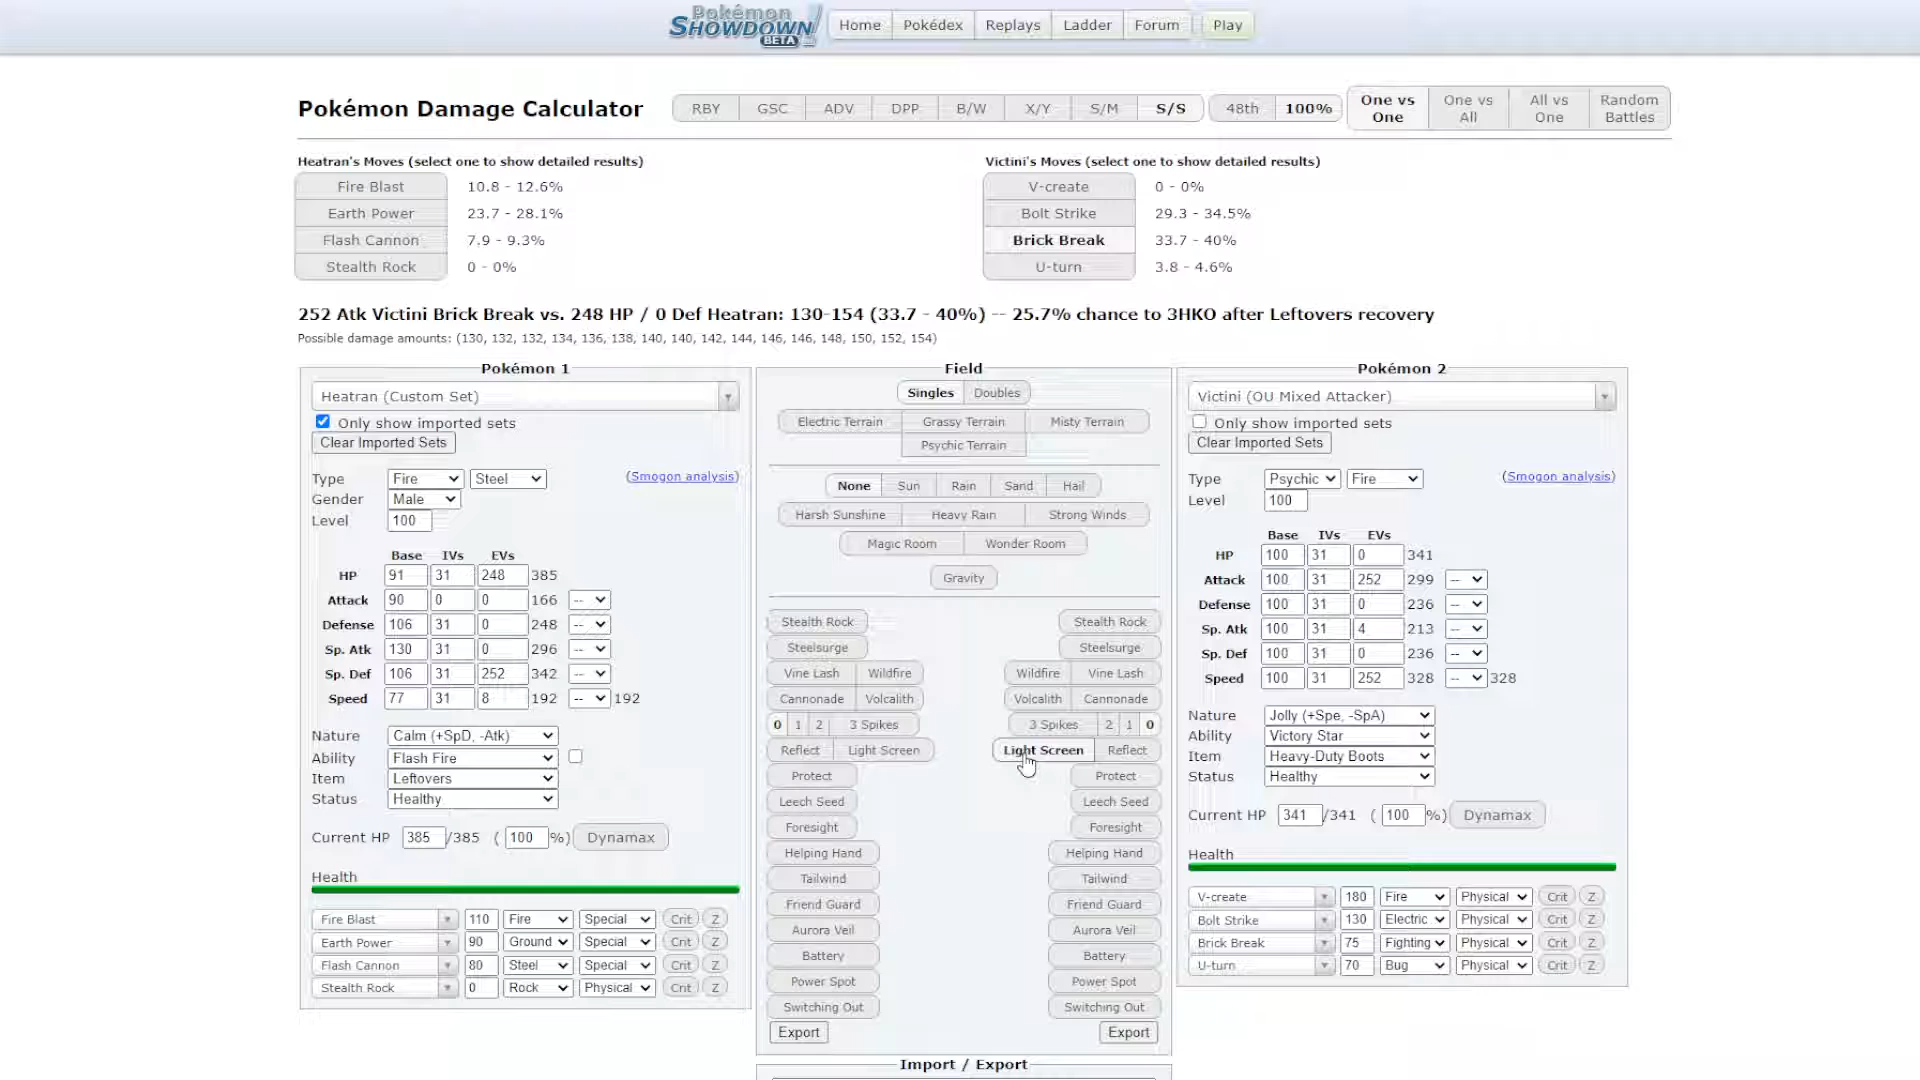 Pokémon
SHOWDOWN!
BETA
Home Pokédex Replays Ladder Forum Play
Pokémon Damage Calculator
RBY GSC ADV DPP B/W X/Y S/M S/S 48th 100% One vs One One vs All All vs One Random Battles
Heatran's Moves (select one to show detailed results)
Fire Blast 10.8 - 12.6%
Earth Power 23.7 - 28.1%
Flash Cannon 7.9 - 9.3%
Stealth Rock 0 - 0%
Victini's Moves (select one to show detailed results)
V-create 0 - 0%
Bolt Strike 29.3 - 34.5%
Brick Break 33.7 - 40%
U-turn 3.8 - 4.6%
252 Atk Victini Brick Break vs. 248 HP / 0 Def Heatran: 130-154 (33.7 - 40%) -- 25.7% chance to 3HKO after Leftovers recovery
Possible damage amounts: (130, 132, 132, 134, 136, 138, 140, 140, 142, 144, 146, 146, 148, 150, 152, 154)
Pokémon 1
Heatran (Custom Set)
Only show imported sets
Clear Imported Sets
Type Fire Steel (Smogon analysis)
Gender Male
Level 100
Base IVs EVs
HP 91 31 248 385
Attack 90 0 0 166 --
Defense 106 31 0 248 --
Sp. Atk 130 31 0 296 --
Sp. Def 106 31 252 342 --
Speed 77 31 8 192 -- 192
Nature Calm (+SpD, -Atk)
Ability Flash Fire
Item Leftovers
Status Healthy
Current HP 385 /385 ( 100 %) Dynamax
Health
Fire Blast 110 Fire Special Crit Z
Earth Power 90 Ground Special Crit Z
Flash Cannon 80 Steel Special Crit Z
Stealth Rock 0 Rock Physical Crit Z
Field
Singles Doubles
Electric Terrain Grassy Terrain Misty Terrain
Psychic Terrain
None Sun Rain Sand Hail
Harsh Sunshine Heavy Rain Strong Winds
Magic Room Wonder Room
Gravity
Stealth Rock Stealth Rock
Steelsurge Steelsurge
Vine Lash Wildfire Wildfire Vine Lash
Cannonade Volcalith Volcalith Cannonade
0 1 2 3 Spikes 3 Spikes 2 1 0
Reflect Light Screen Light Screen Reflect
Protect Protect
Leech Seed Leech Seed
Foresight Foresight
Helping Hand Helping Hand
Tailwind Tailwind
Friend Guard Friend Guard
Aurora Veil Aurora Veil
Battery Battery
Power Spot Power Spot
Switching Out Switching Out
Export Export
Import / Export
Pokémon 2
Victini (OU Mixed Attacker)
Only show imported sets
Clear Imported Sets
Type Psychic Fire (Smogon analysis)
Level 100
Base IVs EVs
HP 100 31 0 341
Attack 100 31 252 299 --
Defense 100 31 0 236 --
Sp. Atk 100 31 4 213 --
Sp. Def 100 31 0 236 --
Speed 100 31 252 328 -- 328
Nature Jolly (+Spe, -SpA)
Ability Victory Star
Item Heavy-Duty Boots
Status Healthy
Current HP 341 /341 ( 100 %) Dynamax
Health
V-create 180 Fire Physical Crit Z
Bolt Strike 130 Electric Physical Crit Z
Brick Break 75 Fighting Physical Crit Z
U-turn 70 Bug Physical Crit Z